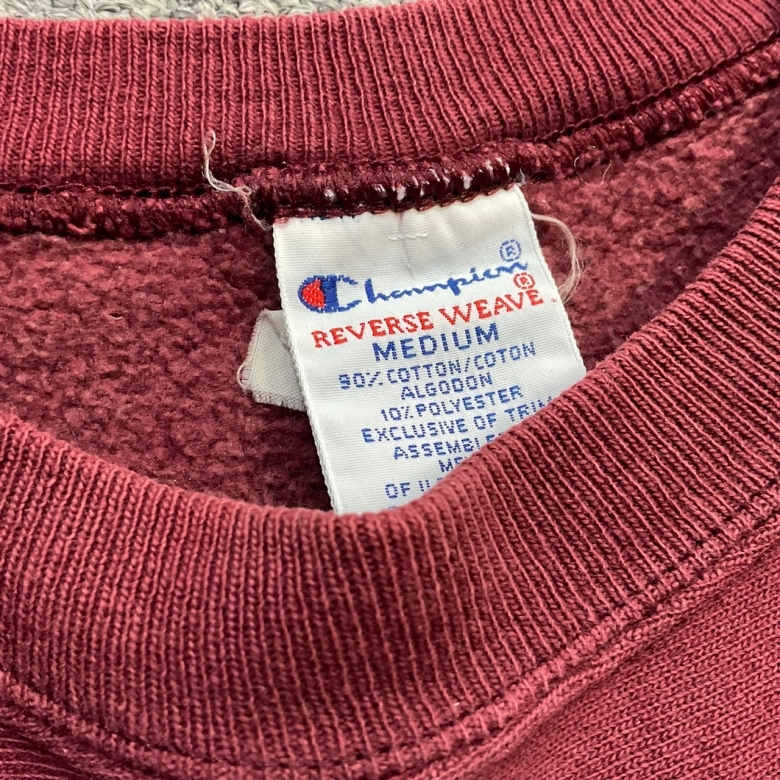 Champion®
REVERSE WEAVE®
MEDIUM
90% COTTON/COTON
ALGODON
10% POLYESTER
EXCLUSIVE OF TRIM